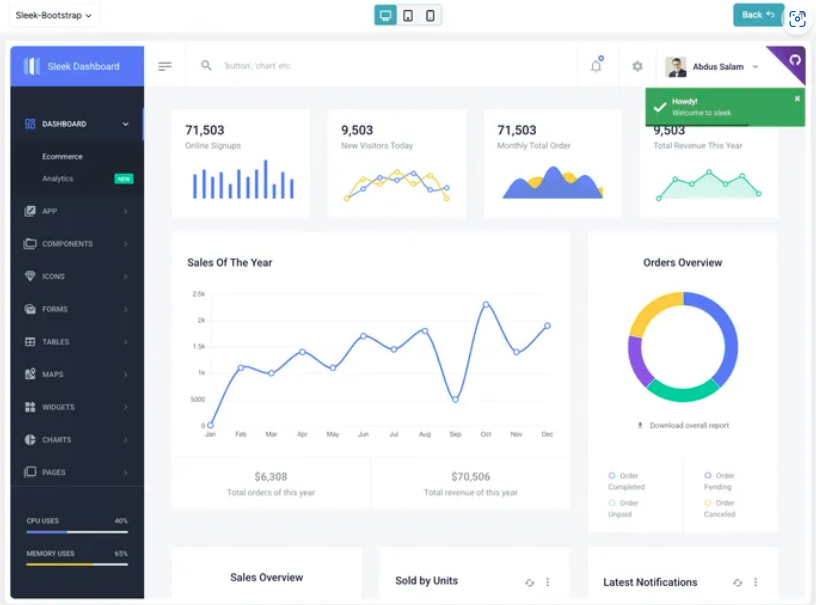 Sleek-Bootstrap
Back
Sleek Dashboard
'button', 'chart' etc.
Abdus Salam
Howdy!
Welcome to sleek
DASHBOARD
Ecommerce
Analytics NEW
APP
COMPONENTS
ICONS
FORMS
TABLES
MAPS
WIDGETS
CHARTS
PAGES
CPU USES 40%
MEMORY USES 65%
71,503
Online Signups
9,503
New Visitors Today
71,503
Monthly Total Order
9,503
Total Revenue This Year
Sales Of The Year
2.5k
2k
1.5k
1k
5000
0
Jan Feb Mar Apr May Jun Jul Aug Sep Oct Nov Dec
$6,308
Total orders of this year
$70,506
Total revenue of this year
Orders Overview
Download overall report
Order Completed
Order Pending
Order Unpaid
Order Canceled
Sales Overview
Sold by Units
Latest Notifications